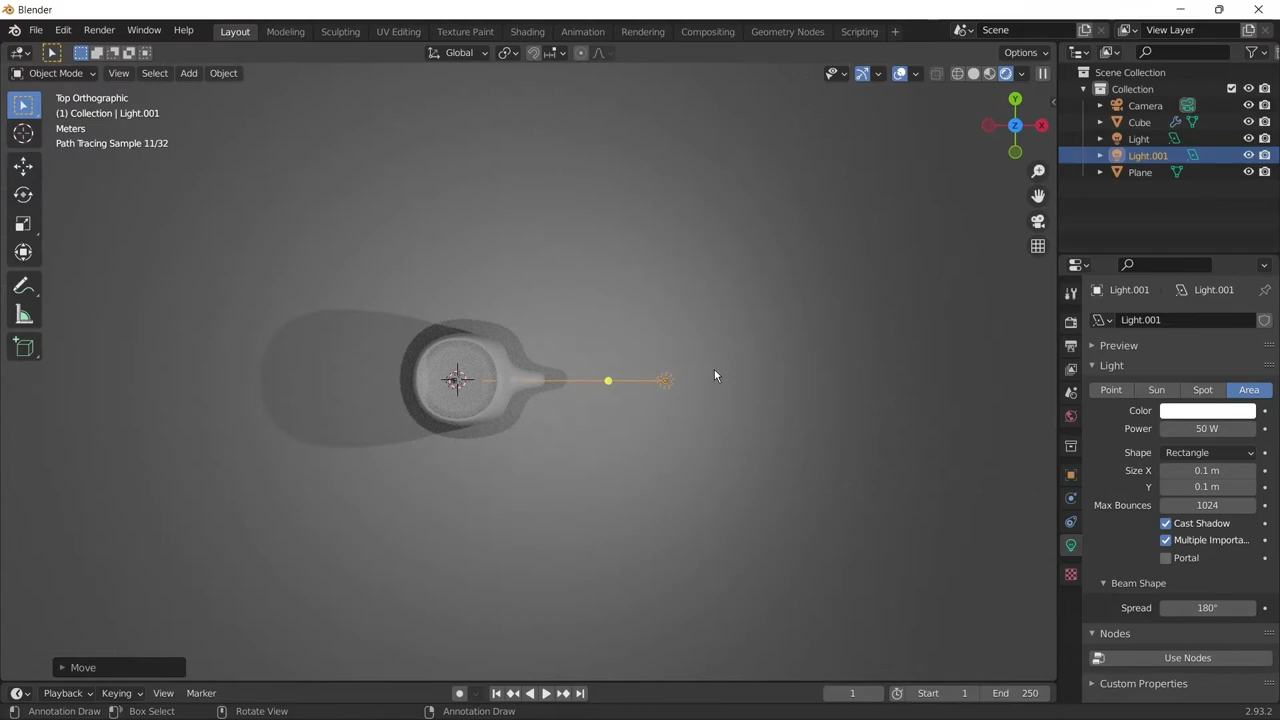 Blender
File Edit Render Window Help Layout Modeling Sculpting UV Editing Texture Paint Shading Animation Rendering Compositing Geometry Nodes Scripting + Scene View Layer
Global Options
Object Mode View Select Add Object
Top Orthographic
(1) Collection | Light.001
Meters
Path Tracing Sample 11/32
Y
Z X
Scene Collection
Collection
Camera
Cube
Light
Light.001
Plane
Light.001 Light.001
Light.001
Preview
Light
Point Sun Spot Area
Color
Power 50 W
Shape Rectangle
Size X 0.1 m
Y 0.1 m
Max Bounces 1024
Cast Shadow
Multiple Importa...
Portal
Beam Shape
Spread 180°
Nodes
Use Nodes
Custom Properties
Move
Playback Keying View Marker 1 Start 1 End 250
Annotation Draw Box Select Rotate View Annotation Draw 2.93.2